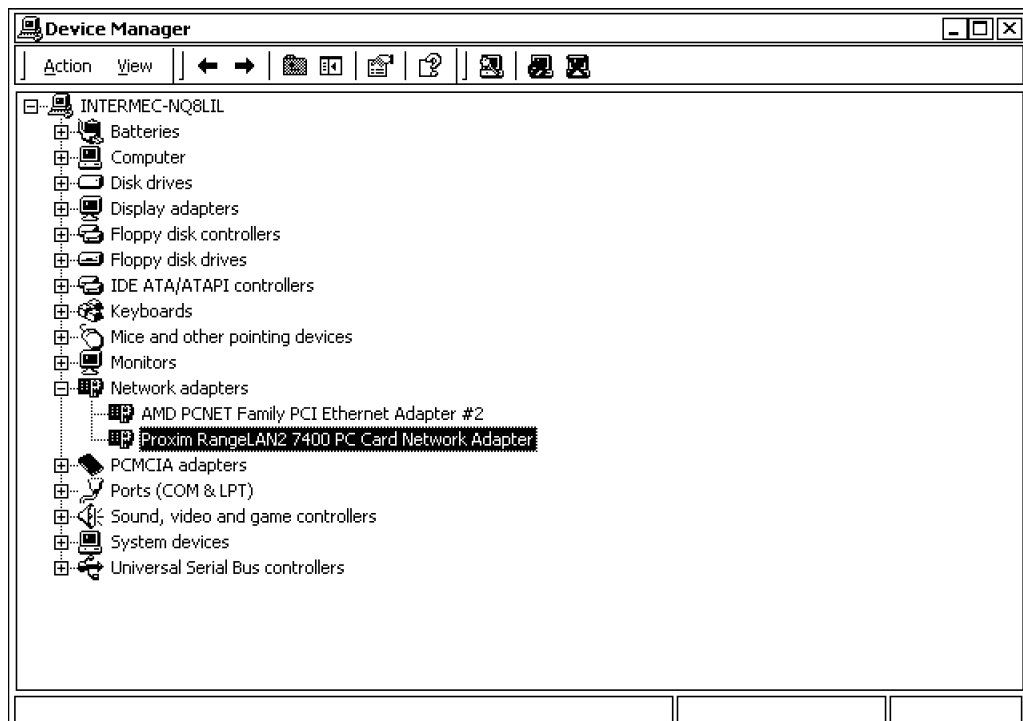 Device Manager
Action View
INTERMEC-NQ8LIL
Batteries
Computer
Disk drives
Display adapters
Floppy disk controllers
Floppy disk drives
IDE ATA/ATAPI controllers
Keyboards
Mice and other pointing devices
Monitors
Network adapters
AMD PCNET Family PCI Ethernet Adapter #2
Proxim RangeLAN2 7400 PC Card Network Adapter
PCMCIA adapters
Ports (COM & LPT)
Sound, video and game controllers
System devices
Universal Serial Bus controllers